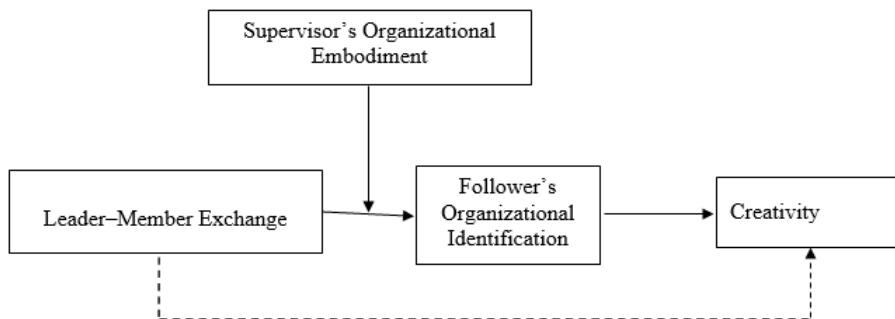 Supervisor's Organizational
Embodiment
Leader–Member Exchange
Follower's
Organizational
Identification
Creativity